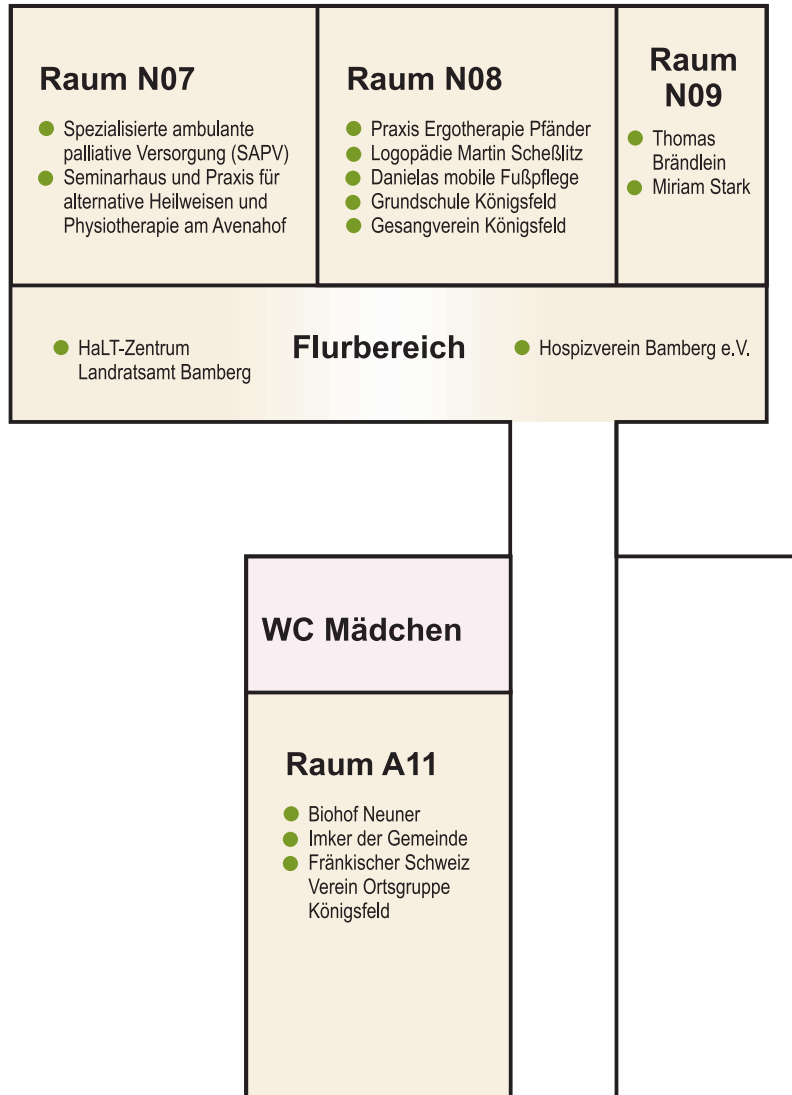 Raum N07
Spezialisierte ambulante
palliative Versorgung (SAPV)
Seminarhaus und Praxis für
alternative Heilweisen und
Physiotherapie am Avenahof
Raum N08
Praxis Ergotherapie Pfänder
Logopädie Martin Scheßlitz
Danielas mobile Fußpflege
Grundschule Königsfeld
Gesangverein Königsfeld
Raum
N09
Thomas
Brändlein
Miriam Stark
HaLT-Zentrum
Landratsamt Bamberg
Flurbereich
Hospizverein Bamberg e.V.
WC Mädchen
Raum A11
Biohof Neuner
Imker der Gemeinde
Fränkischer Schweiz
Verein Ortsgruppe
Königsfeld